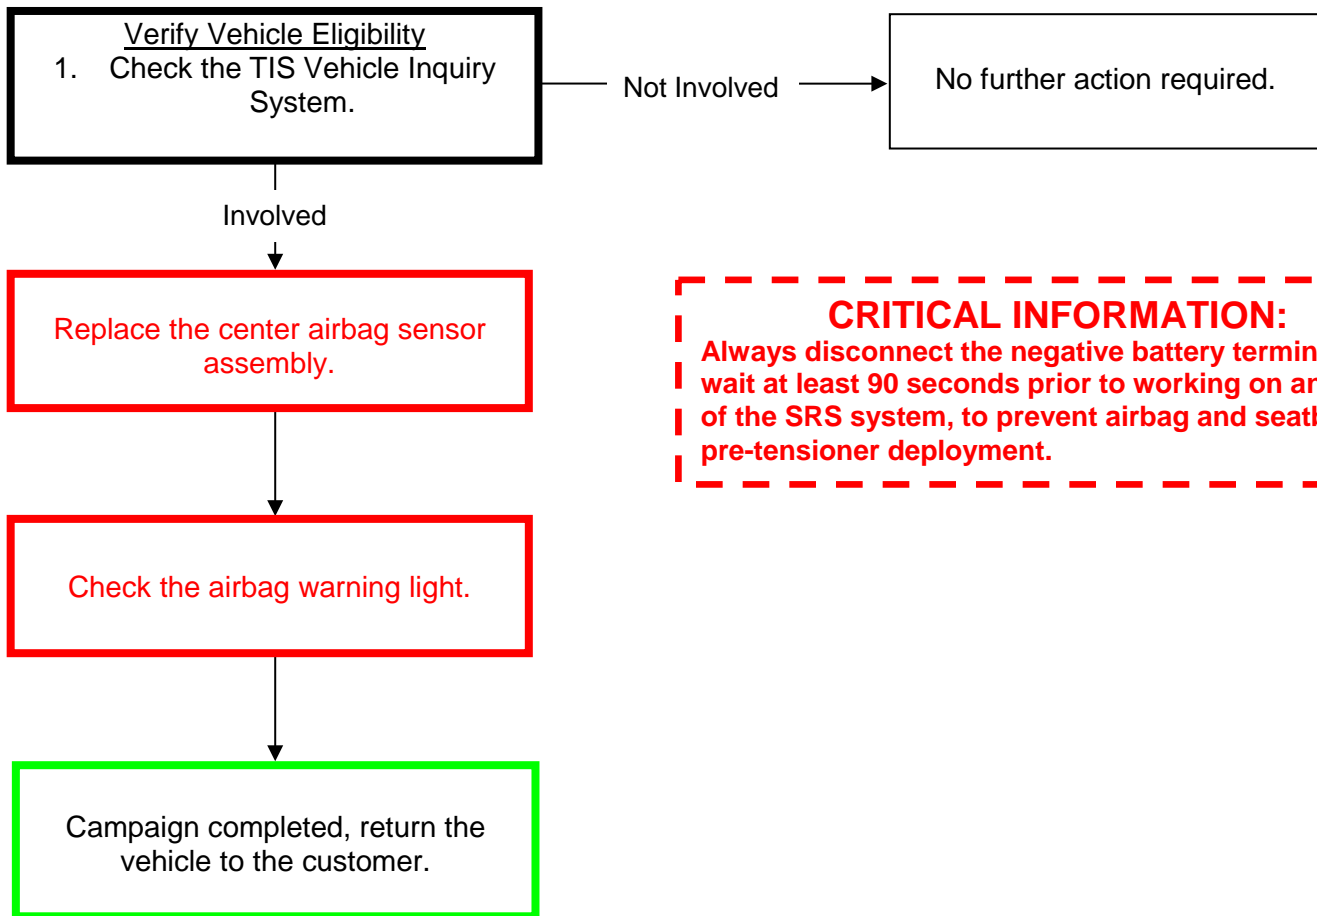 Verify Vehicle Eligibility
1. Check the TIS Vehicle Inquiry
System.
Not Involved
No further action required.
Involved
Replace the center airbag sensor
assembly.
CRITICAL INFORMATION:
Always disconnect the negative battery
wait at least 90 seconds prior to working on
of the SRS system, to prevent airbag and
pre-tensioner deployment.
Check the airbag warning light.
Campaign completed, return the
vehicle to the customer.